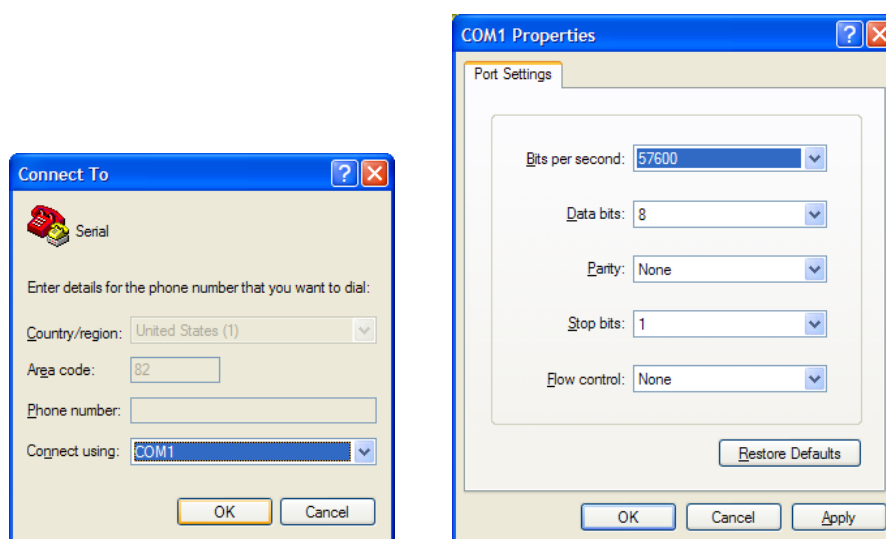 Connect To
Serial
Enter details for the phone number that you want to dial:
Country/region: United States (1)
Area code: 82
Phone number:
Connect using: COM1
OK Cancel
COM1 Properties
Port Settings
Bits per second: 57600
Data bits: 8
Parity: None
Stop bits: 1
Flow control: None
Restore Defaults
OK Cancel Apply